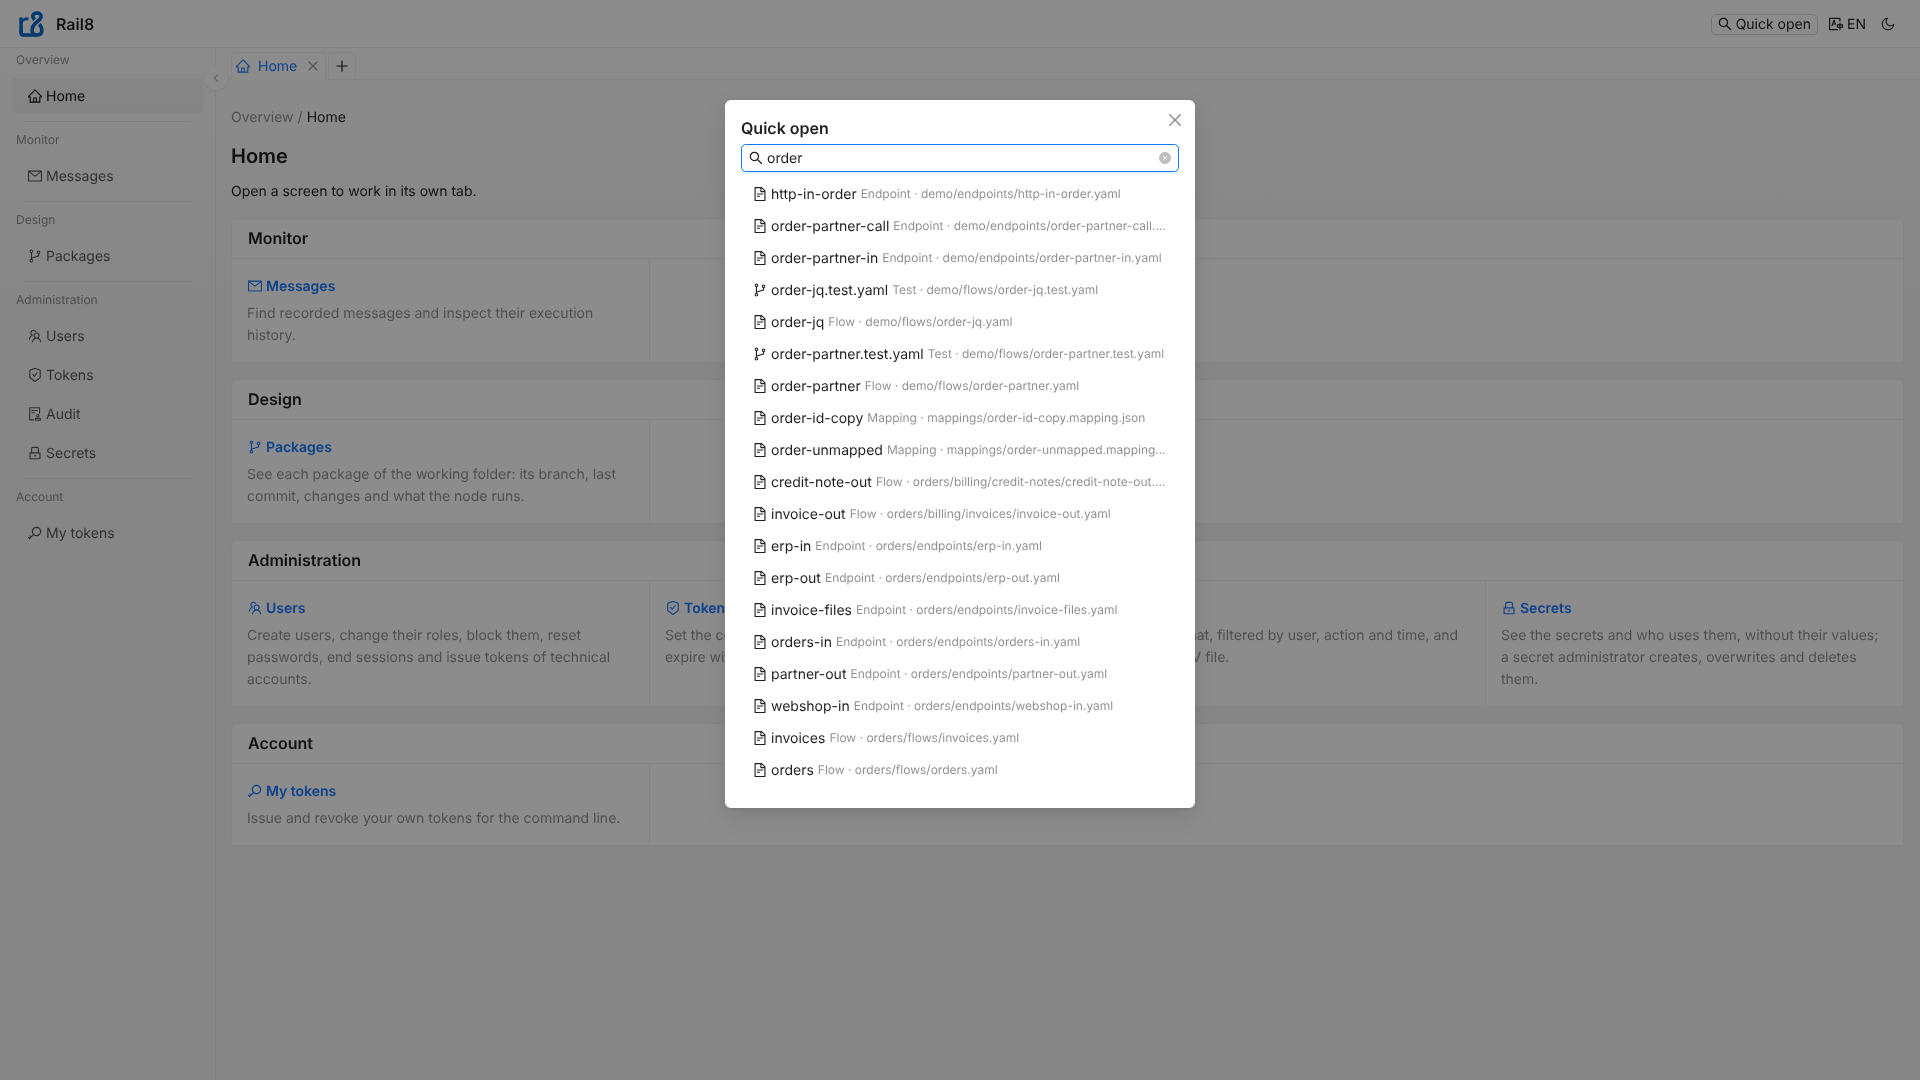 Rail8
Quick open
EN
Overview
Home
Monitor
Messages
Design
Packages
Administration
Users
Tokens
Audit
Secrets
Account
My tokens
Home
Overview / Home
Home
Open a screen to work in its own tab.
Monitor
Messages
Find recorded messages and inspect their execution
history.
Design
Packages
See each package of the working folder: its branch, last
commit, changes and what the node runs.
Administration
Users
Create users, change their roles, block them, reset
passwords, end sessions and issue tokens of technical
accounts.
Set the
expire
at, filtered by user, action and time, and
file.
Secrets
See the secrets and who uses them, without their values;
a secret administrator creates, overwrites and deletes
them.
Account
My tokens
Issue and revoke your own tokens for the command line.
Quick open
order
http-in-order Endpoint · demo/endpoints/http-in-order.yaml
order-partner-call Endpoint · demo/endpoints/order-partner-call....
order-partner-in Endpoint · demo/endpoints/order-partner-in.yaml
order-jq.test.yaml Test · demo/flows/order-jq.test.yaml
order-jq Flow · demo/flows/order-jq.yaml
order-partner.test.yaml Test · demo/flows/order-partner.test.yaml
order-partner Flow · demo/flows/order-partner.yaml
order-id-copy Mapping · mappings/order-id-copy.mapping.json
order-unmapped Mapping · mappings/order-unmapped.mapping...
credit-note-out Flow · orders/billing/credit-notes/credit-note-out....
invoice-out Flow · orders/billing/invoices/invoice-out.yaml
erp-in Endpoint · orders/endpoints/erp-in.yaml
erp-out Endpoint · orders/endpoints/erp-out.yaml
invoice-files Endpoint · orders/endpoints/invoice-files.yaml
orders-in Endpoint · orders/endpoints/orders-in.yaml
partner-out Endpoint · orders/endpoints/partner-out.yaml
webshop-in Endpoint · orders/endpoints/webshop-in.yaml
invoices Flow · orders/flows/invoices.yaml
orders Flow · orders/flows/orders.yaml